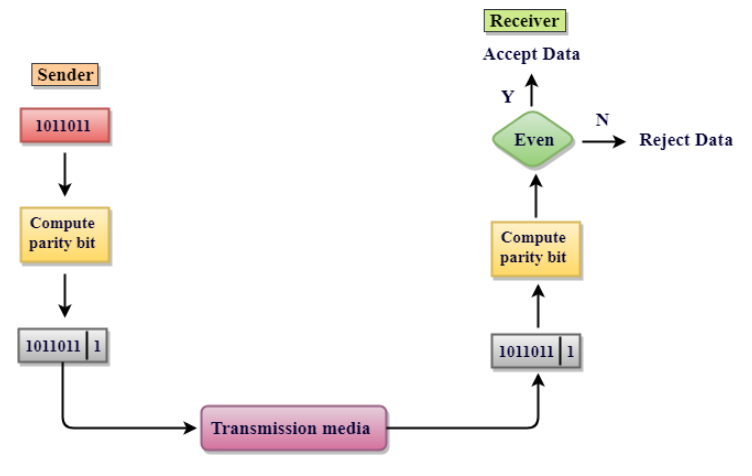 Sender
1011011
Compute
parity bit
1011011 | 1
Transmission media
1011011 | 1
Compute
parity bit
Even
Y
N
Accept Data
Reject Data
Receiver